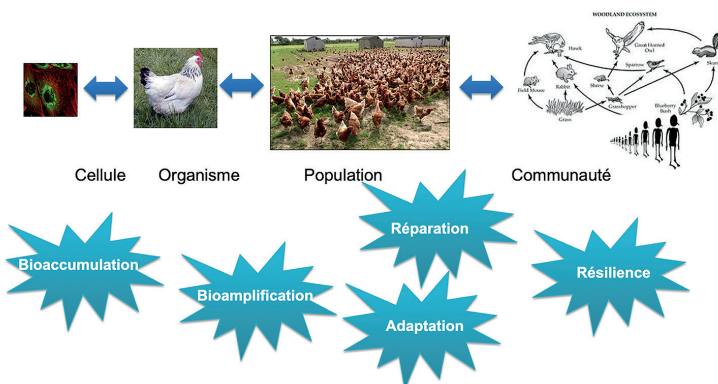 WOODLAND ECOSYSTEM
Hawk
Great Horned
Owl
Skunk
Sparrow
Field Mouse
Rabbit
Shrew
Grasshopper
Blueberry
Bush
Grass
Cellule
Organisme
Population
Communauté
Réparation
Bioaccumulation
Résilience
Bioamplification
Adaptation